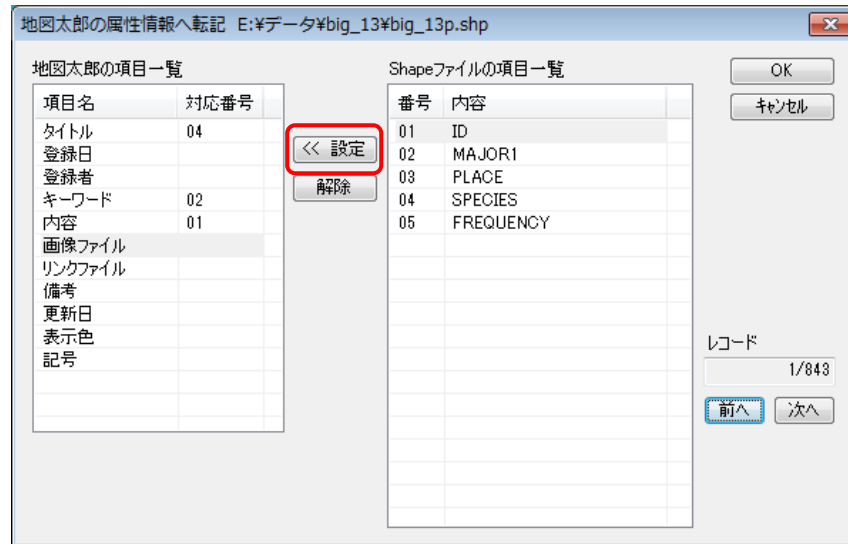 地図太郎の属性情報へ転記 E:¥データ¥big_13¥big_13p.shp
地図太郎の項目一覧
項目名 対応番号
タイトル 04
登録日
登録者
キーワード 02
内容 01
画像ファイル
リンクファイル
備考
更新日
表示色
記号
<< 設定
解除
Shapeファイルの項目一覧
番号 内容
01 ID
02 MAJOR1
03 PLACE
04 SPECIES
05 FREQUENCY
OK
キャンセル
レコード
1/843
前へ 次へ